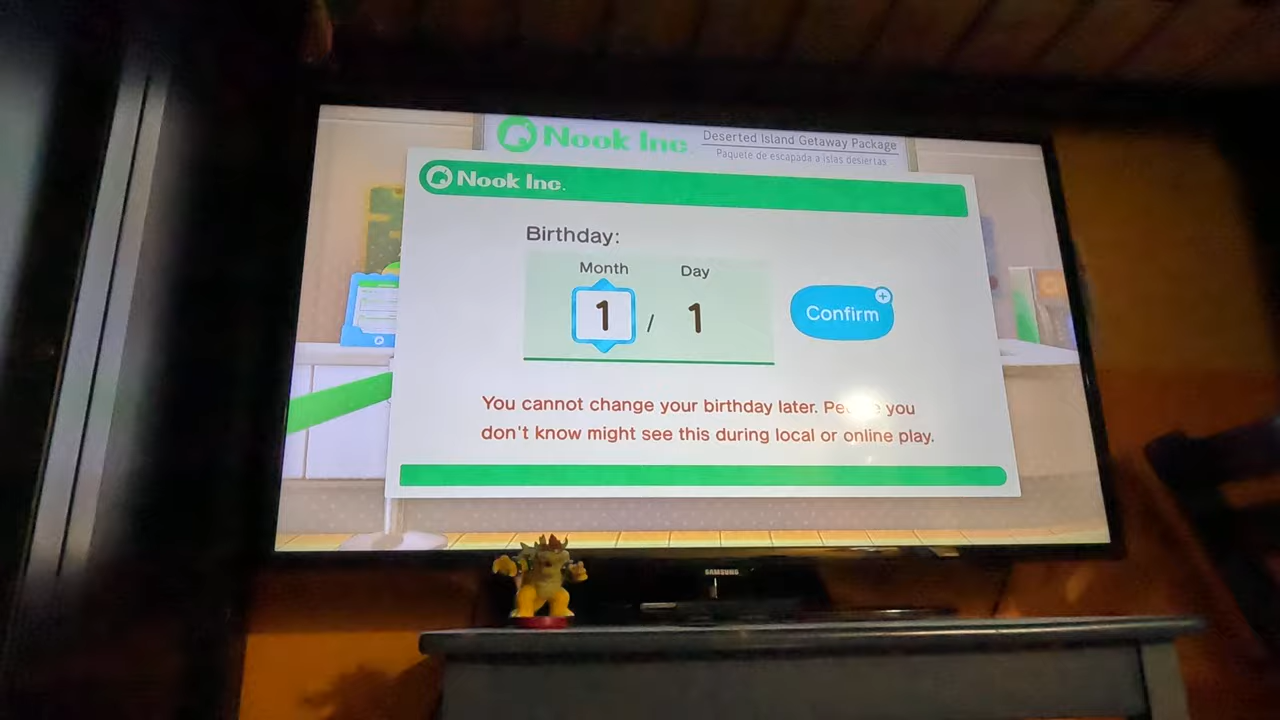 Nook Inc.
Deserted Island Getaway Package
Paquete de escapada a islas desiertas
Nook Inc.
Birthday:
Month
Day
1 / 1
Confirm
You cannot change your birthday later. you
don't know might see this during local or online play.
SAMSUNG